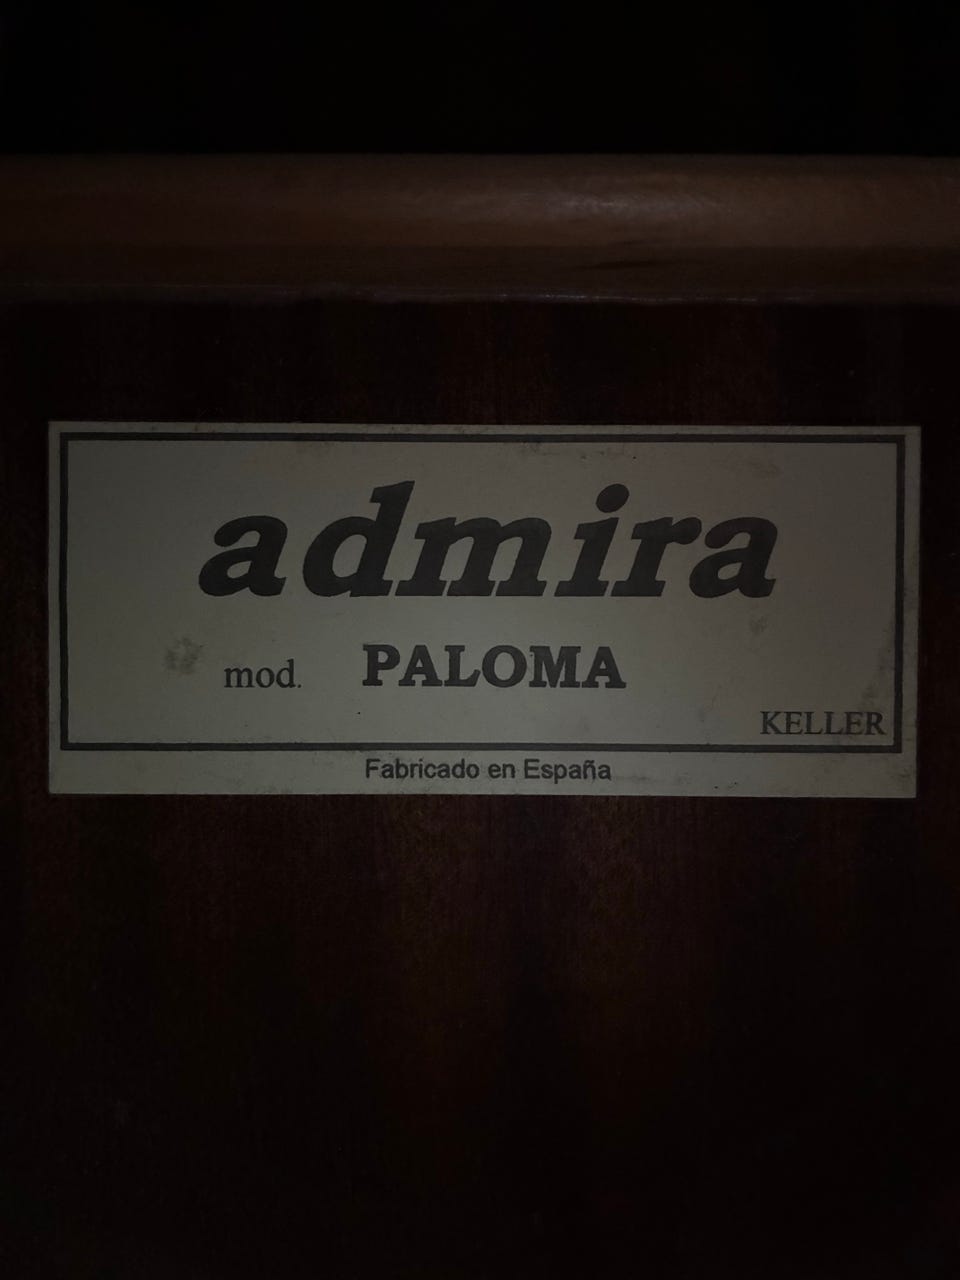 admira
mod. PALOMA
KELLER
Fabricado en España